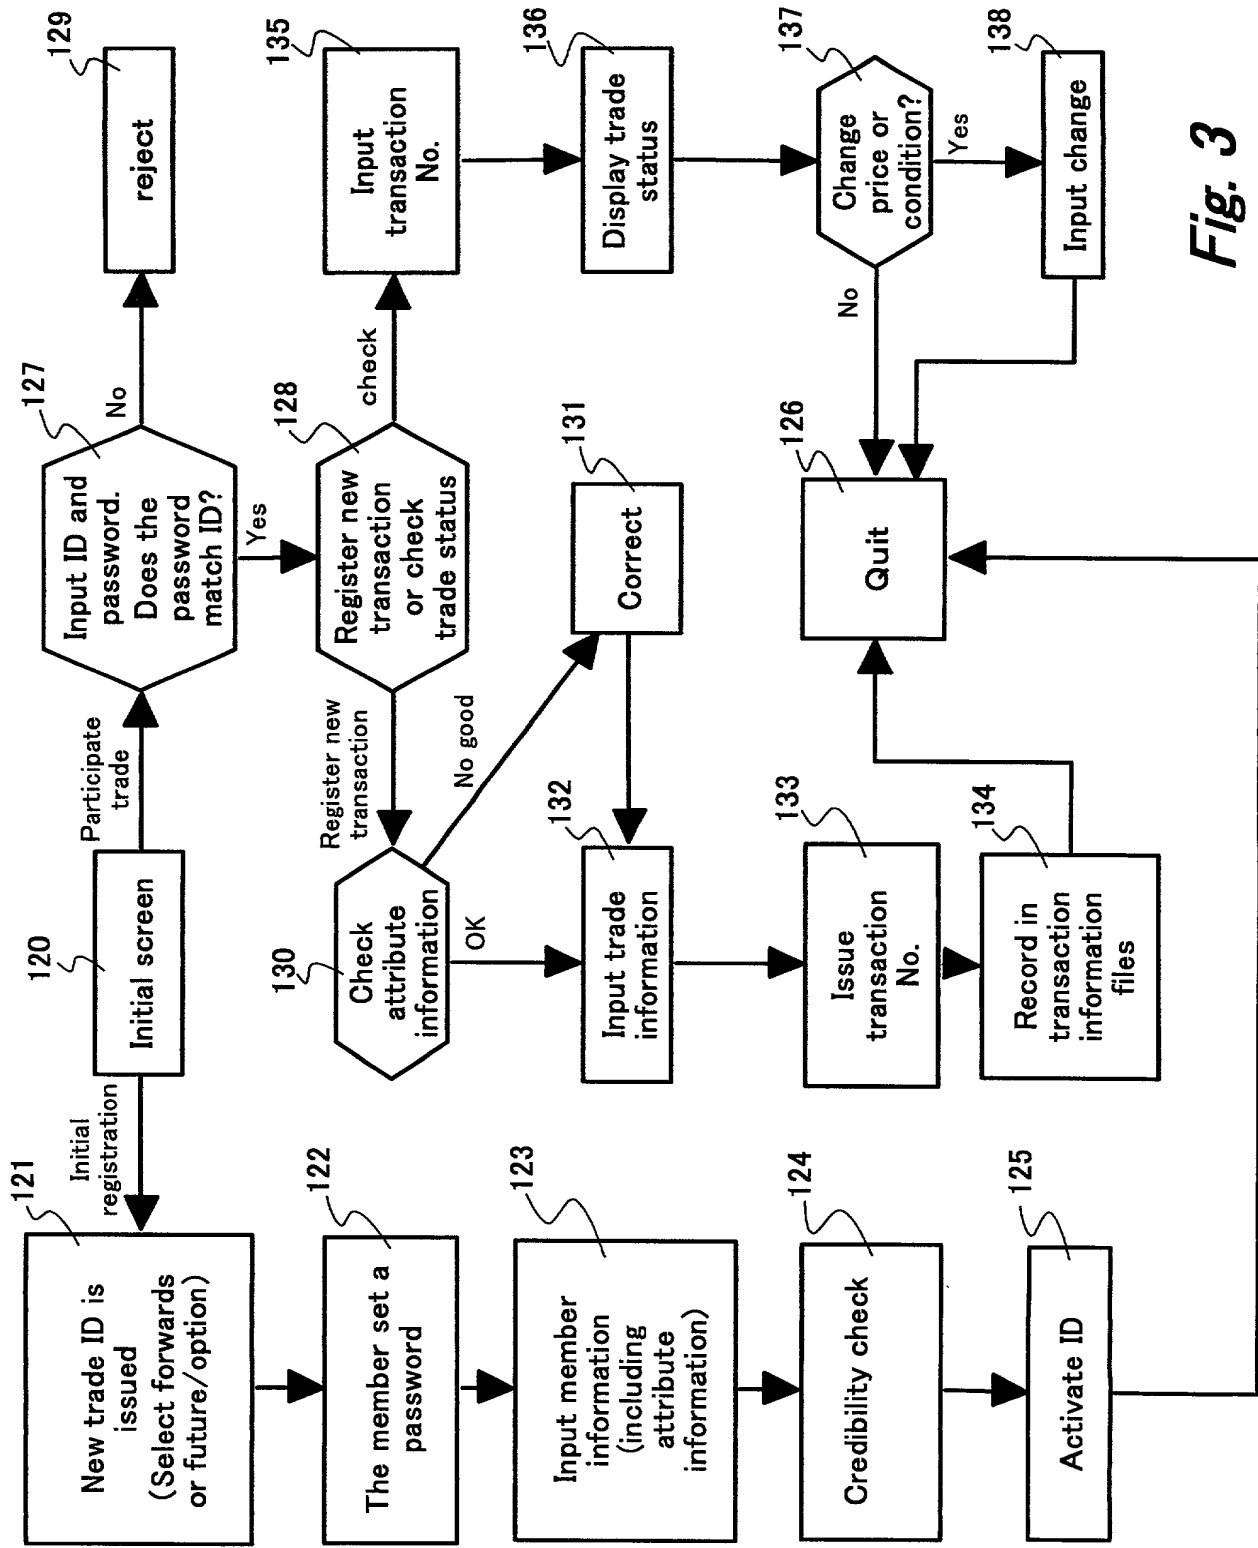 120
Initial screen
Initial
registration
Participate
trade
121
New trade ID is
issued
(Select forwards
or future/option)
122
The member set a
password
123
Input member
information
(including
attribute
information)
124
Credibility check
125
Activate ID
127
Input ID and
password.
Does the
password
match ID?
No
129
reject
Yes
128
Register new
transaction
or check
trade status
Register new
transaction
check
130
Check
attribute
information
No good
131
Correct
OK
132
Input trade
information
133
Issue
transaction
No.
134
Record in
transaction
information
files
126
Quit
135
Input
transaction
No.
136
Display trade
status
137
Change
price or
condition?
No
Yes
138
Input change
Fig. 3